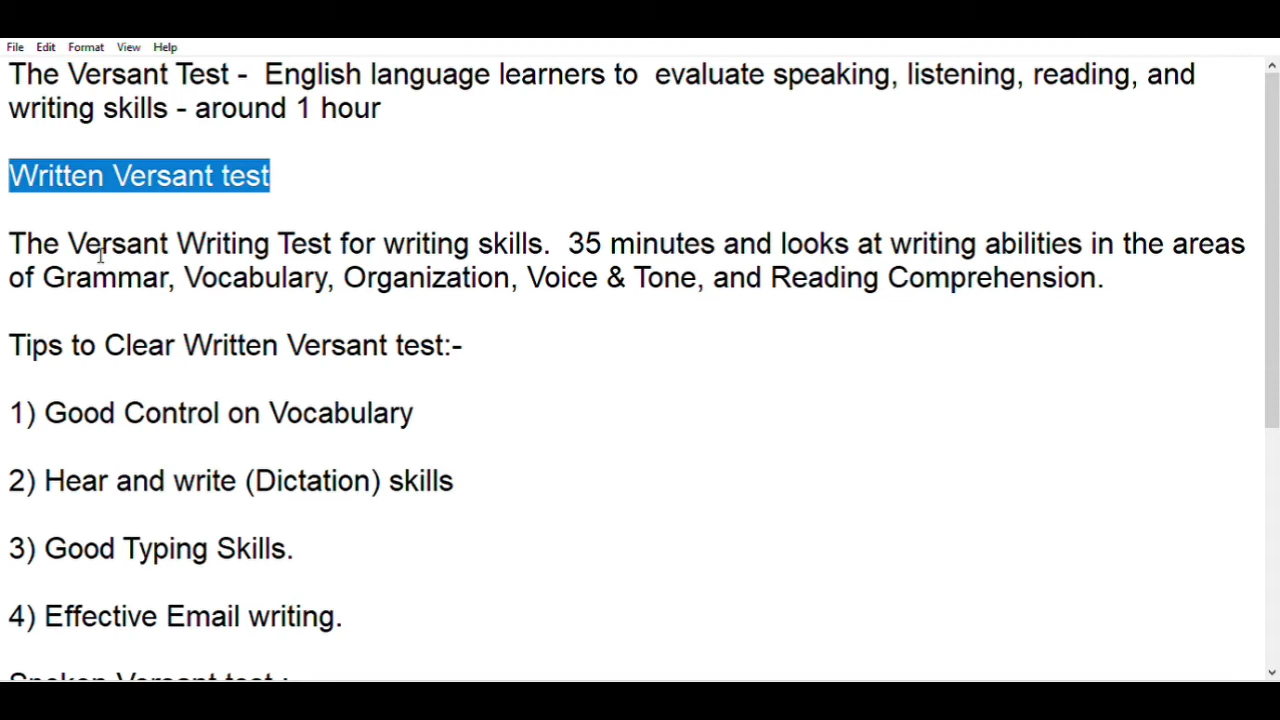 File Edit Format View Help
The Versant Test -  English language learners to  evaluate speaking, listening, reading, and
writing skills - around 1 hour
Written Versant test
The Versant Writing Test for writing skills.  35 minutes and looks at writing abilities in the areas
of Grammar, Vocabulary, Organization, Voice & Tone, and Reading Comprehension.
Tips to Clear Written Versant test:-
1) Good Control on Vocabulary
2) Hear and write (Dictation) skills
3) Good Typing Skills.
4) Effective Email writing.
Spoken Versant test :